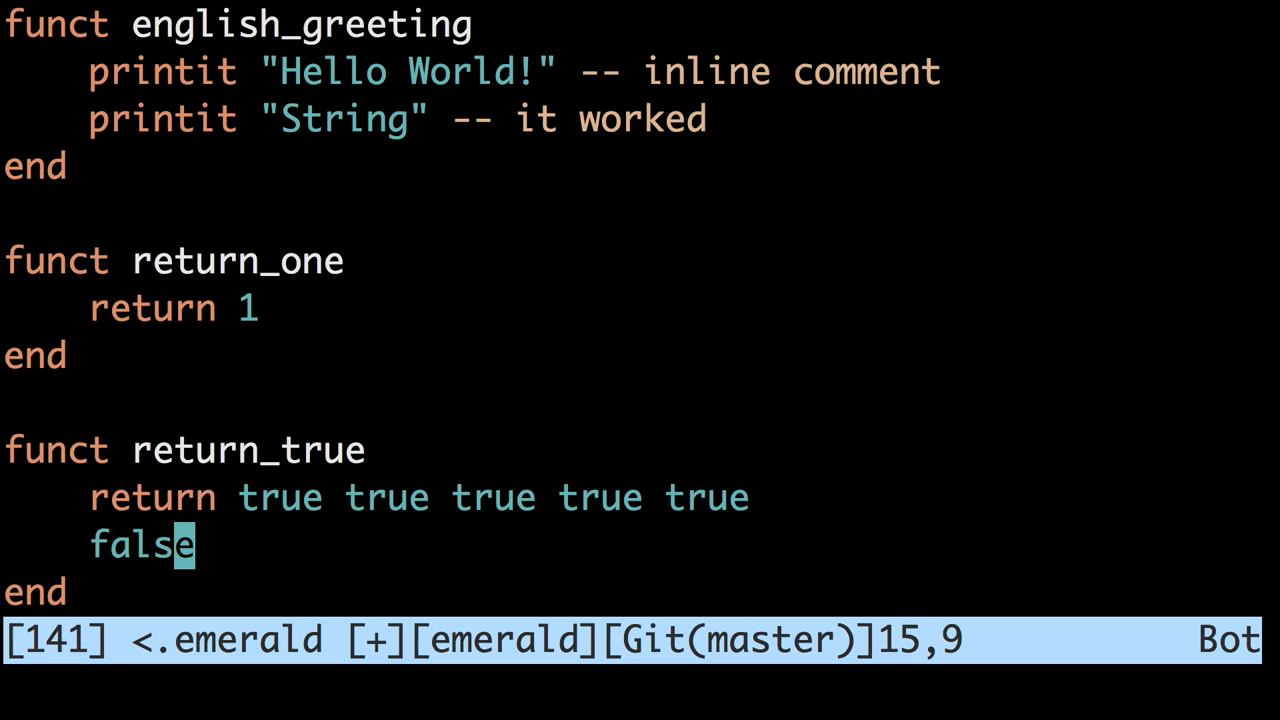 funct english_greeting
    printit "Hello World!" -- inline comment
    printit "String" -- it worked
end

funct return_one
    return 1
end

funct return_true
    return true true true true true
    false
end
[141] <.emerald [+][emerald][Git(master)]15,9 Bot